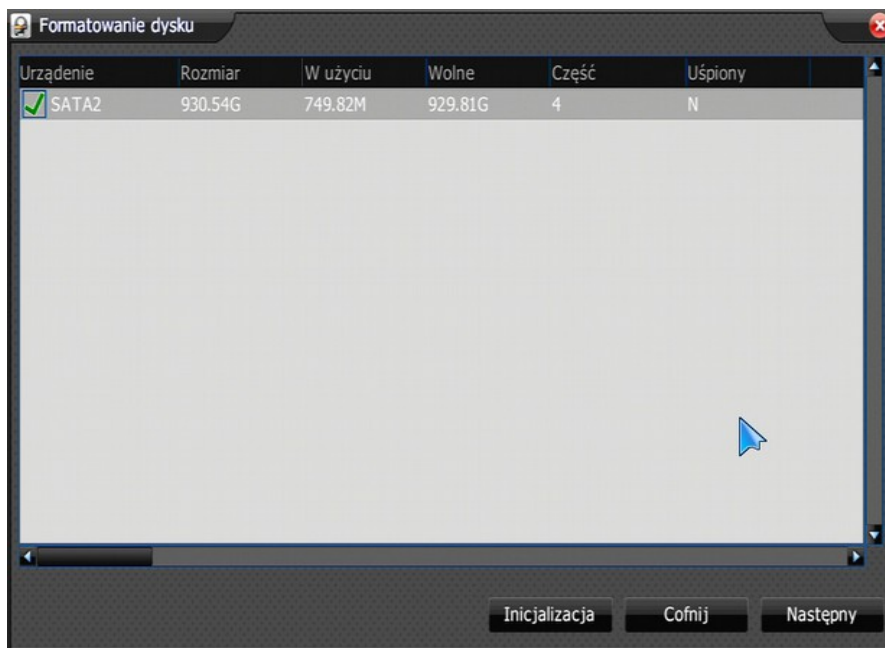 Formatowanie dysku
Urządenie Rozmiar W użyciu Wolne Część Uśpiony
SATA2 930.54G 749.82M 929.81G 4 N
Inicjalizacja Cofnij Następny